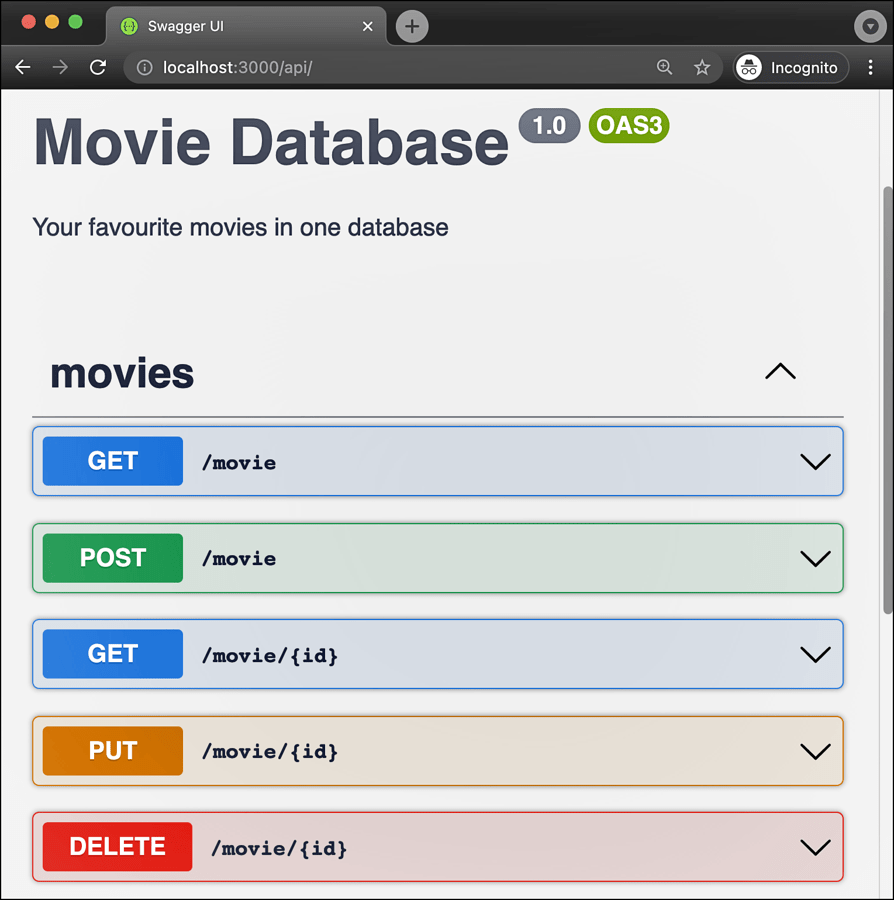 Swagger UI
localhost:3000/api/
Incognito
Movie Database 1.0 OAS3
Your favourite movies in one database
movies
GET /movie
POST /movie
GET /movie/{id}
PUT /movie/{id}
DELETE /movie/{id}